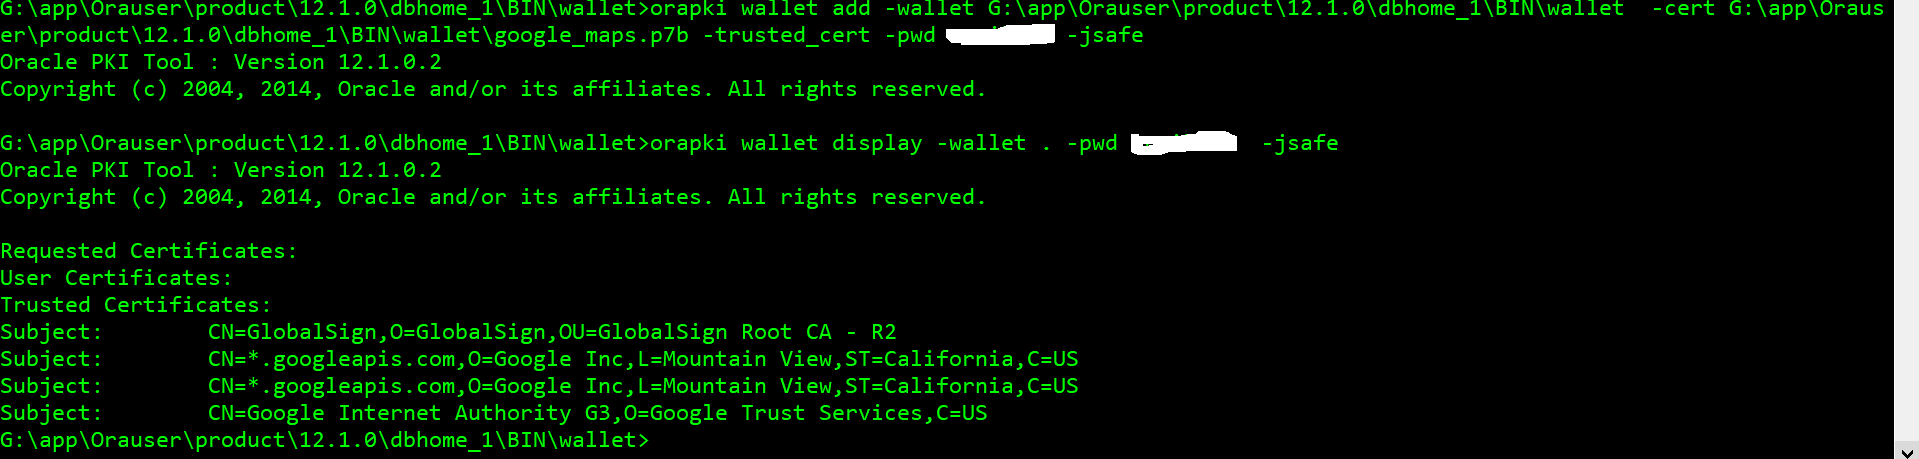 G:\app\Orauser\product\12.1.0\dbhome_1\BIN\wallet>orapki wallet add -wallet G:\app\Orauser\product\12.1.0\dbhome_1\BIN\wallet  -cert G:\app\Oraus
er\product\12.1.0\dbhome_1\BIN\wallet\google_maps.p7b -trusted_cert -pwd -jsafe
Oracle PKI Tool : Version 12.1.0.2
Copyright (c) 2004, 2014, Oracle and/or its affiliates. All rights reserved.
G:\app\Orauser\product\12.1.0\dbhome_1\BIN\wallet>orapki wallet display -wallet . -pwd -jsafe
Oracle PKI Tool : Version 12.1.0.2
Copyright (c) 2004, 2014, Oracle and/or its affiliates. All rights reserved.
Requested Certificates:
User Certificates:
Trusted Certificates:
Subject:        CN=GlobalSign,O=GlobalSign,OU=GlobalSign Root CA - R2
Subject:        CN=*.googleapis.com,O=Google Inc,L=Mountain View,ST=California,C=US
Subject:        CN=*.googleapis.com,O=Google Inc,L=Mountain View,ST=California,C=US
Subject:        CN=Google Internet Authority G3,O=Google Trust Services,C=US
G:\app\Orauser\product\12.1.0\dbhome_1\BIN\wallet>